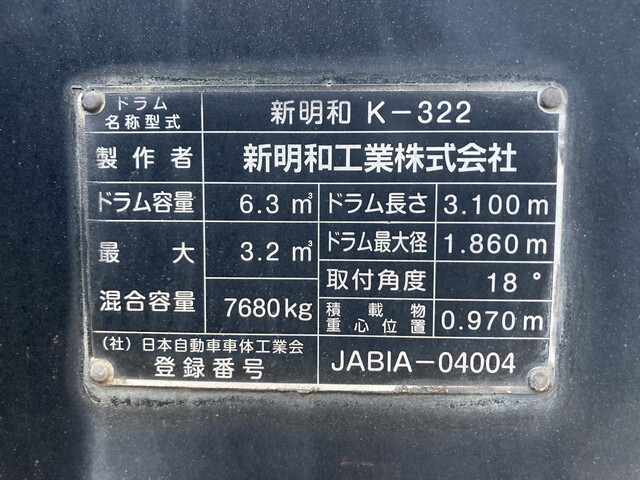 ドラム
名称型式
新明和 K-322
製作者
新明和工業株式会社
ドラム容量
6.3 ㎥
ドラム長さ
3.100 m
最大
混合容量
3.2 ㎥
7680kg
ドラム最大径
1.860 m
取付角度
18°
積載物
重心位置
0.970 m
(社)日本自動車車体工業会
登録番号
JABIA-04004